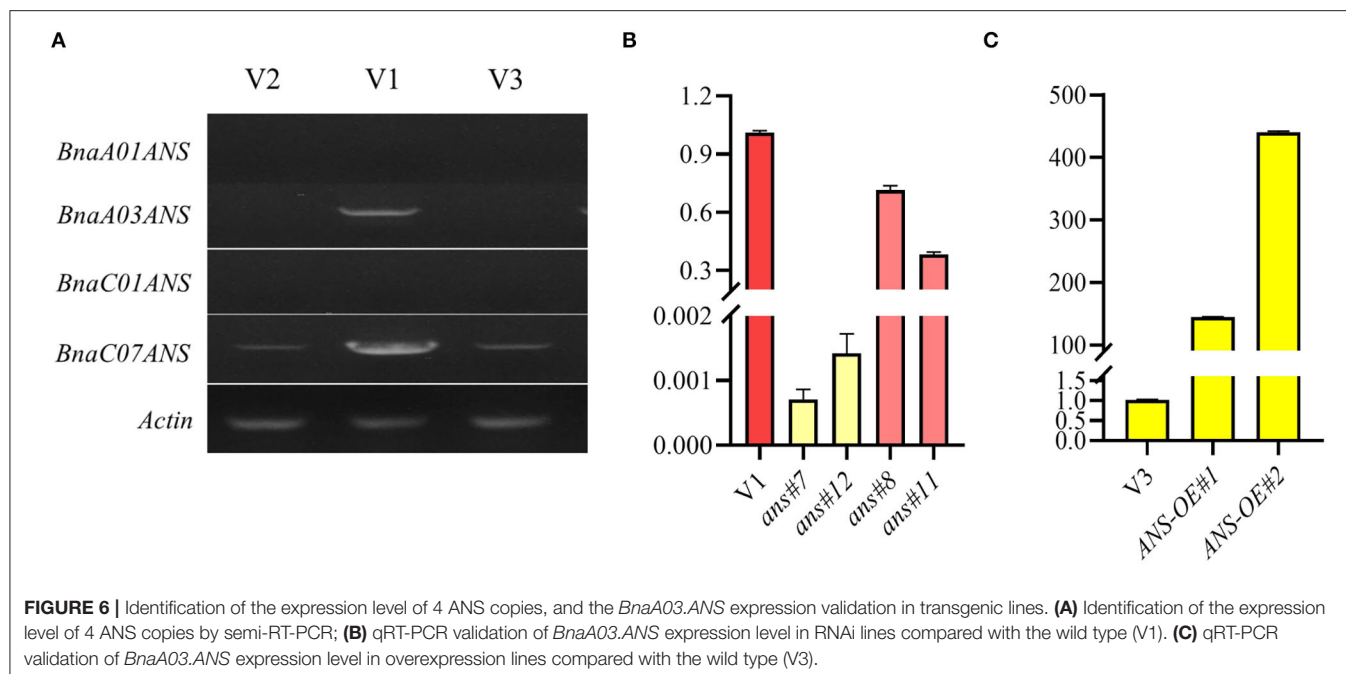 A
V2 V1 V3
BnaA01ANS
BnaA03ANS
BnaC01ANS
BnaC07ANS
Actin
B
1.2
0.9
0.6
0.3
0.002
0.001
0.000
V1 ans#7 ans#12 ans#8 ans#11
C
500
400
300
200
100
1.5
1.0
0.5
0.0
V3 ANS-OE#1 ANS-OE#2
FIGURE 6 | Identification of the expression level of 4 ANS copies, and the BnaA03.ANS expression validation in transgenic lines. (A) Identification of the expression
level of 4 ANS copies by semi-RT-PCR; (B) qRT-PCR validation of BnaA03.ANS expression level in RNAi lines compared with the wild type (V1). (C) qRT-PCR
validation of BnaA03.ANS expression level in overexpression lines compared with the wild type (V3).